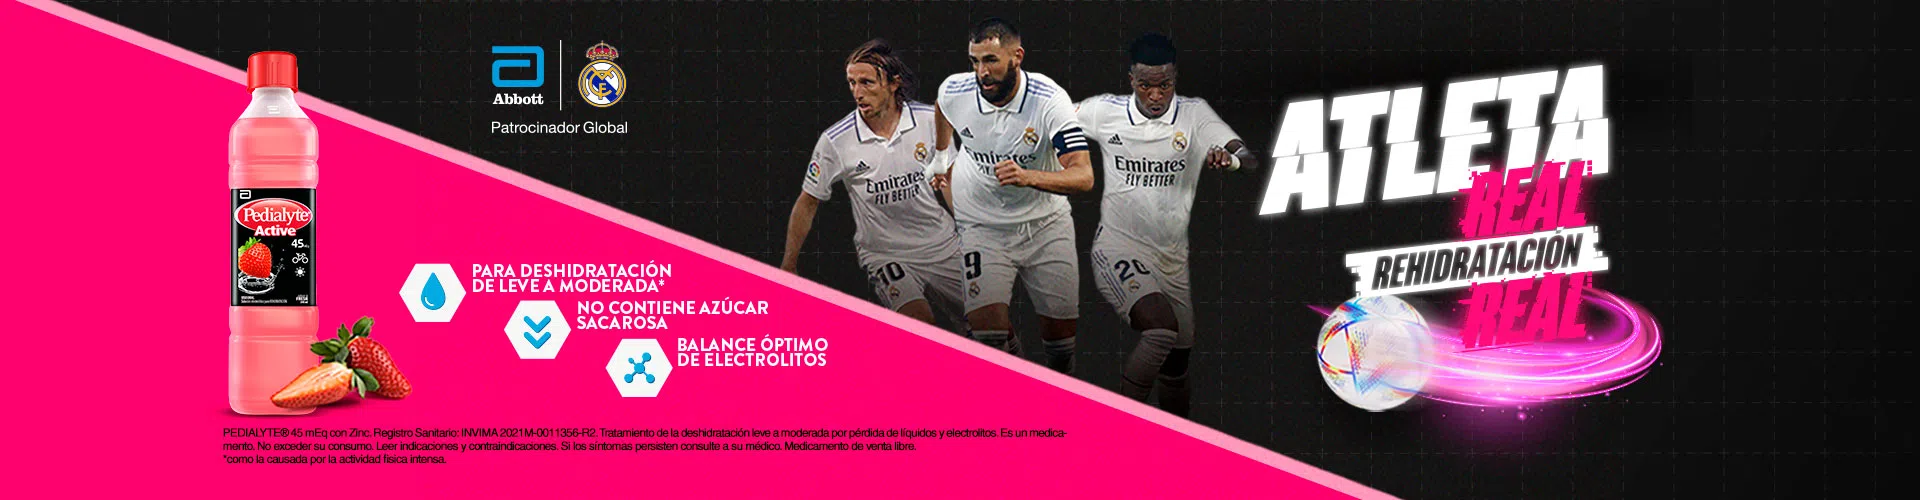 Abbott
Patrocinador Global
Pedialyte®
Active
45
PARA DESHIDRATACIÓN
DE LEVE A MODERADA*
NO CONTIENE AZÚCAR
SACAROSA
BALANCE ÓPTIMO
DE ELECTROLITOS
PEDIALYTE® 45 mEq con Zinc. Registro Sanitario: INVIMA 2021M-0011356-R2. Tratamiento de la deshidratación leve a moderada por pérdida de líquidos y electrolitos. Es un medica-
mento. No exceder su consumo. Leer indicaciones y contraindicaciones. Si los síntomas persisten consulte a su médico. Medicamento de venta libre.
*como la causada por la actividad física intensa.
Emirates
FLY BETTER
10
Emirates
9
Emirates
FLY BETTER
20
ATLETA
REAL
REHIDRATACIÓN
REAL